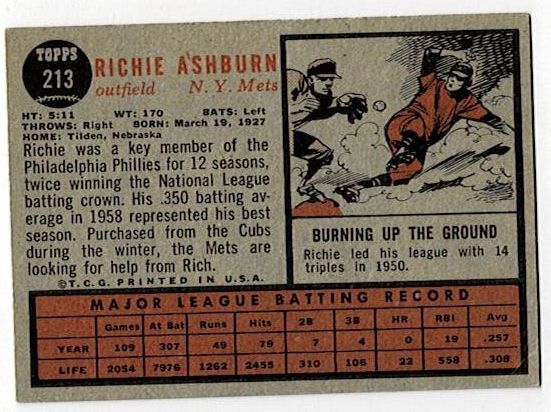 TOPPS
213
RICHIE ASHBURN
outfield N. Y. Mets
HT: 5:11 WT: 170 BATS: Left
THROWS: Right BORN: March 19, 1927
HOME: Tilden, Nebraska
Richie was a key member of the
Philadelphia Phillies for 12 seasons,
twice winning the National League
batting crown. His .350 batting av-
erage in 1958 represented his best
season. Purchased from the Cubs
during the winter, the Mets are
looking for help from Rich.
©T.C.G. PRINTED IN U.S.A.
BURNING UP THE GROUND
Richie led his league with 14
triples in 1950.
MAJOR LEAGUE BATTING RECORD
Games At Bat Runs Hits 2B 3B HR RBI Avg
YEAR 109 307 49 79 7 4 0 19 .257
LIFE 2054 7976 1262 2455 310 106 22 558 .308